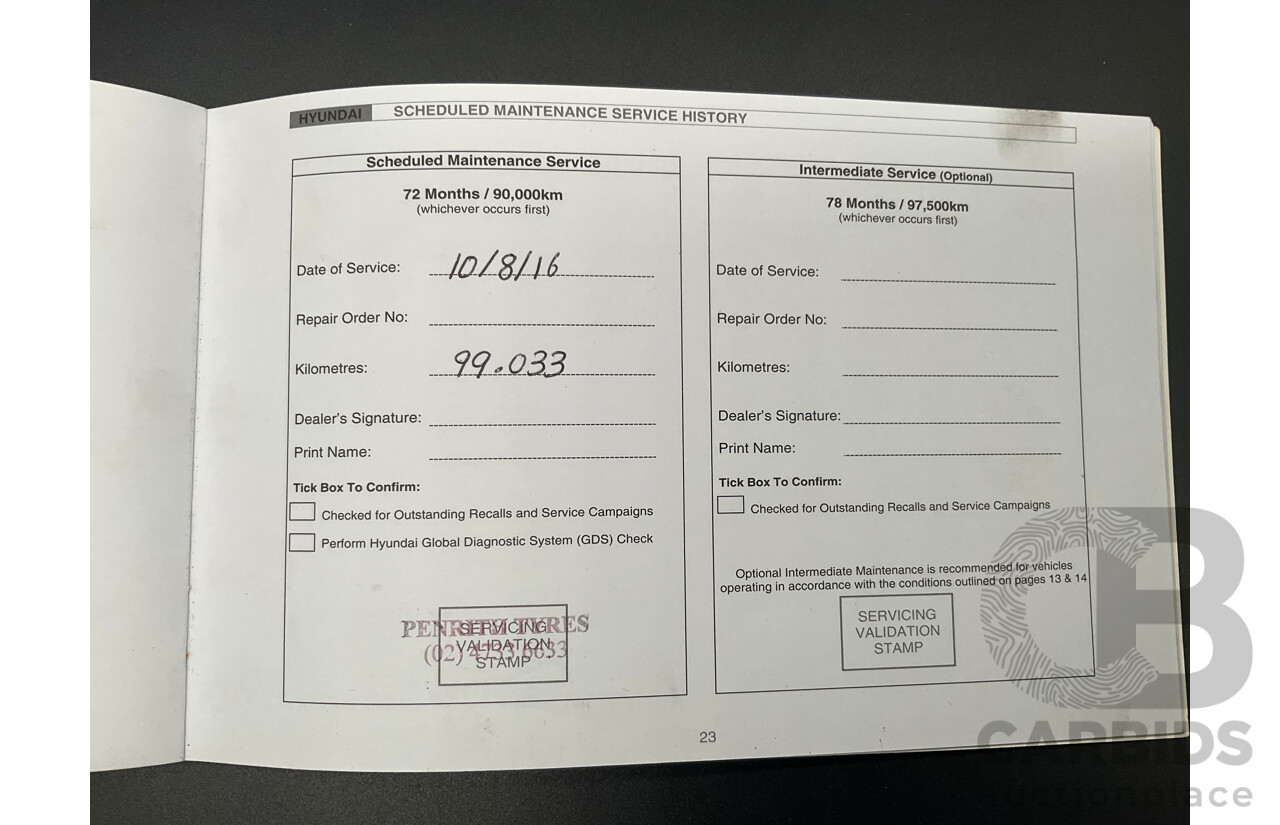 HYUNDAI SCHEDULED MAINTENANCE SERVICE HISTORY
Scheduled Maintenance Service
72 Months / 90,000km
(whichever occurs first)
Date of Service: 10/8/16
Repair Order No:
Kilometres: 99.033
Dealer's Signature:
Print Name:
Tick Box To Confirm:
Checked for Outstanding Recalls and Service Campaigns
Perform Hyundai Global Diagnostic System (GDS) Check
PENRITH TYRES
SERVICING
VALIDATION
STAMP
Intermediate Service (Optional)
78 Months / 97,500km
(whichever occurs first)
Date of Service:
Repair Order No:
Kilometres:
Dealer's Signature:
Print Name:
Tick Box To Confirm:
Checked for Outstanding Recalls and Service Campaigns
Optional Intermediate Maintenance is recommended for vehicles
operating in accordance with the conditions outlined on pages 13 & 14
SERVICING
VALIDATION
STAMP
23
CARBIDS
auctionplace